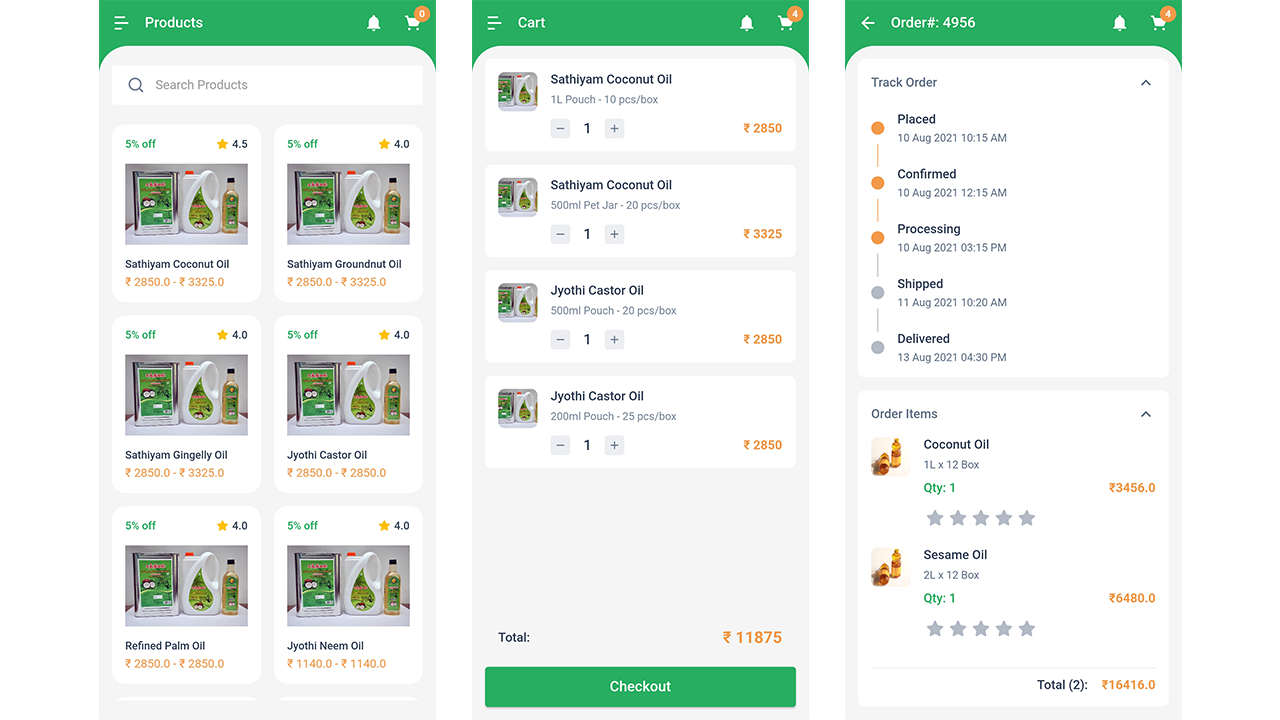 Products
0
Search Products
5% off
4.5
Sathiyam Coconut Oil
₹ 2850.0 - ₹ 3325.0
5% off
4.0
Sathiyam Groundnut Oil
₹ 2850.0 - ₹ 3325.0
5% off
4.0
Sathiyam Gingelly Oil
₹ 2850.0 - ₹ 3325.0
5% off
4.0
Jyothi Castor Oil
₹ 2850.0 - ₹ 2850.0
5% off
4.0
Refined Palm Oil
₹ 2850.0 - ₹ 2850.0
5% off
4.0
Jyothi Neem Oil
₹ 1140.0 - ₹ 1140.0
Cart
4
Sathiyam Coconut Oil
1L Pouch - 10 pcs/box
− 1 + ₹ 2850
Sathiyam Coconut Oil
500ml Pet Jar - 20 pcs/box
− 1 + ₹ 3325
Jyothi Castor Oil
500ml Pouch - 20 pcs/box
− 1 + ₹ 2850
Jyothi Castor Oil
200ml Pouch - 25 pcs/box
− 1 + ₹ 2850
Total: ₹ 11875
Checkout
Order#: 4956
4
Track Order
Placed
10 Aug 2021 10:15 AM
Confirmed
10 Aug 2021 12:15 AM
Processing
10 Aug 2021 03:15 PM
Shipped
11 Aug 2021 10:20 AM
Delivered
13 Aug 2021 04:30 PM
Order Items
Coconut Oil
1L x 12 Box
Qty: 1 ₹3456.0
Sesame Oil
2L x 12 Box
Qty: 1 ₹6480.0
Total (2): ₹16416.0